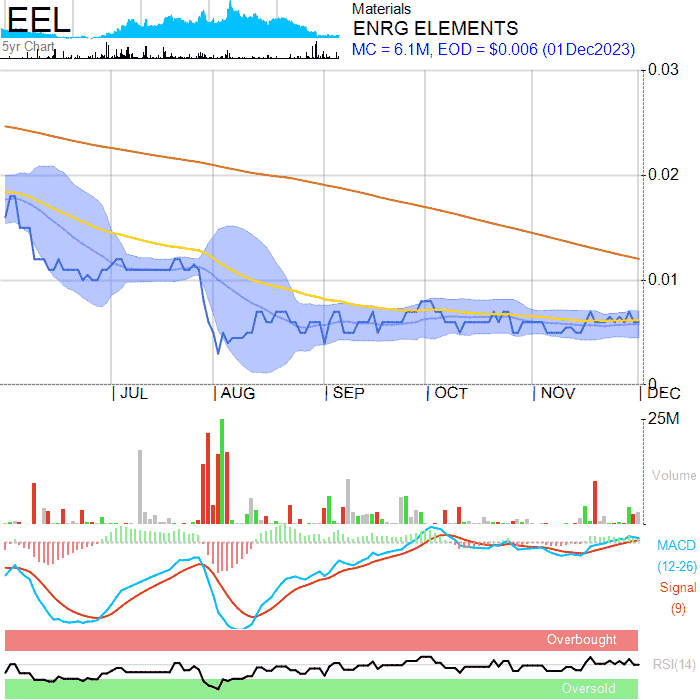 EEL
5yr Chart
Materials
ENRG ELEMENTS
MC = 6.1M, EOD = $0.006 (01Dec2023)
0.03
0.02
0.01
0
JUL AUG SEP OCT NOV DEC
25M
Volume
MACD
(12-26)
Signal
(9)
Overbought
RSI(14)
Oversold